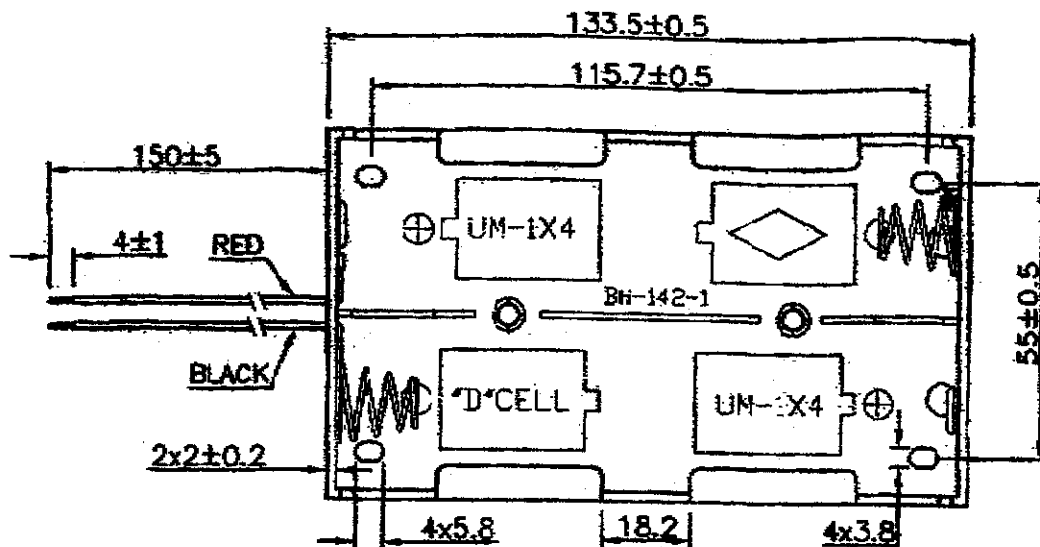 133.5±0.5
115.7±0.5
150±5
4±1
RED
UM-1X4
BH-142-1
55±0.5
BLACK
"D"CELL
UM-1X4
2x2±0.2
4x5.8
18.2
4x3.8